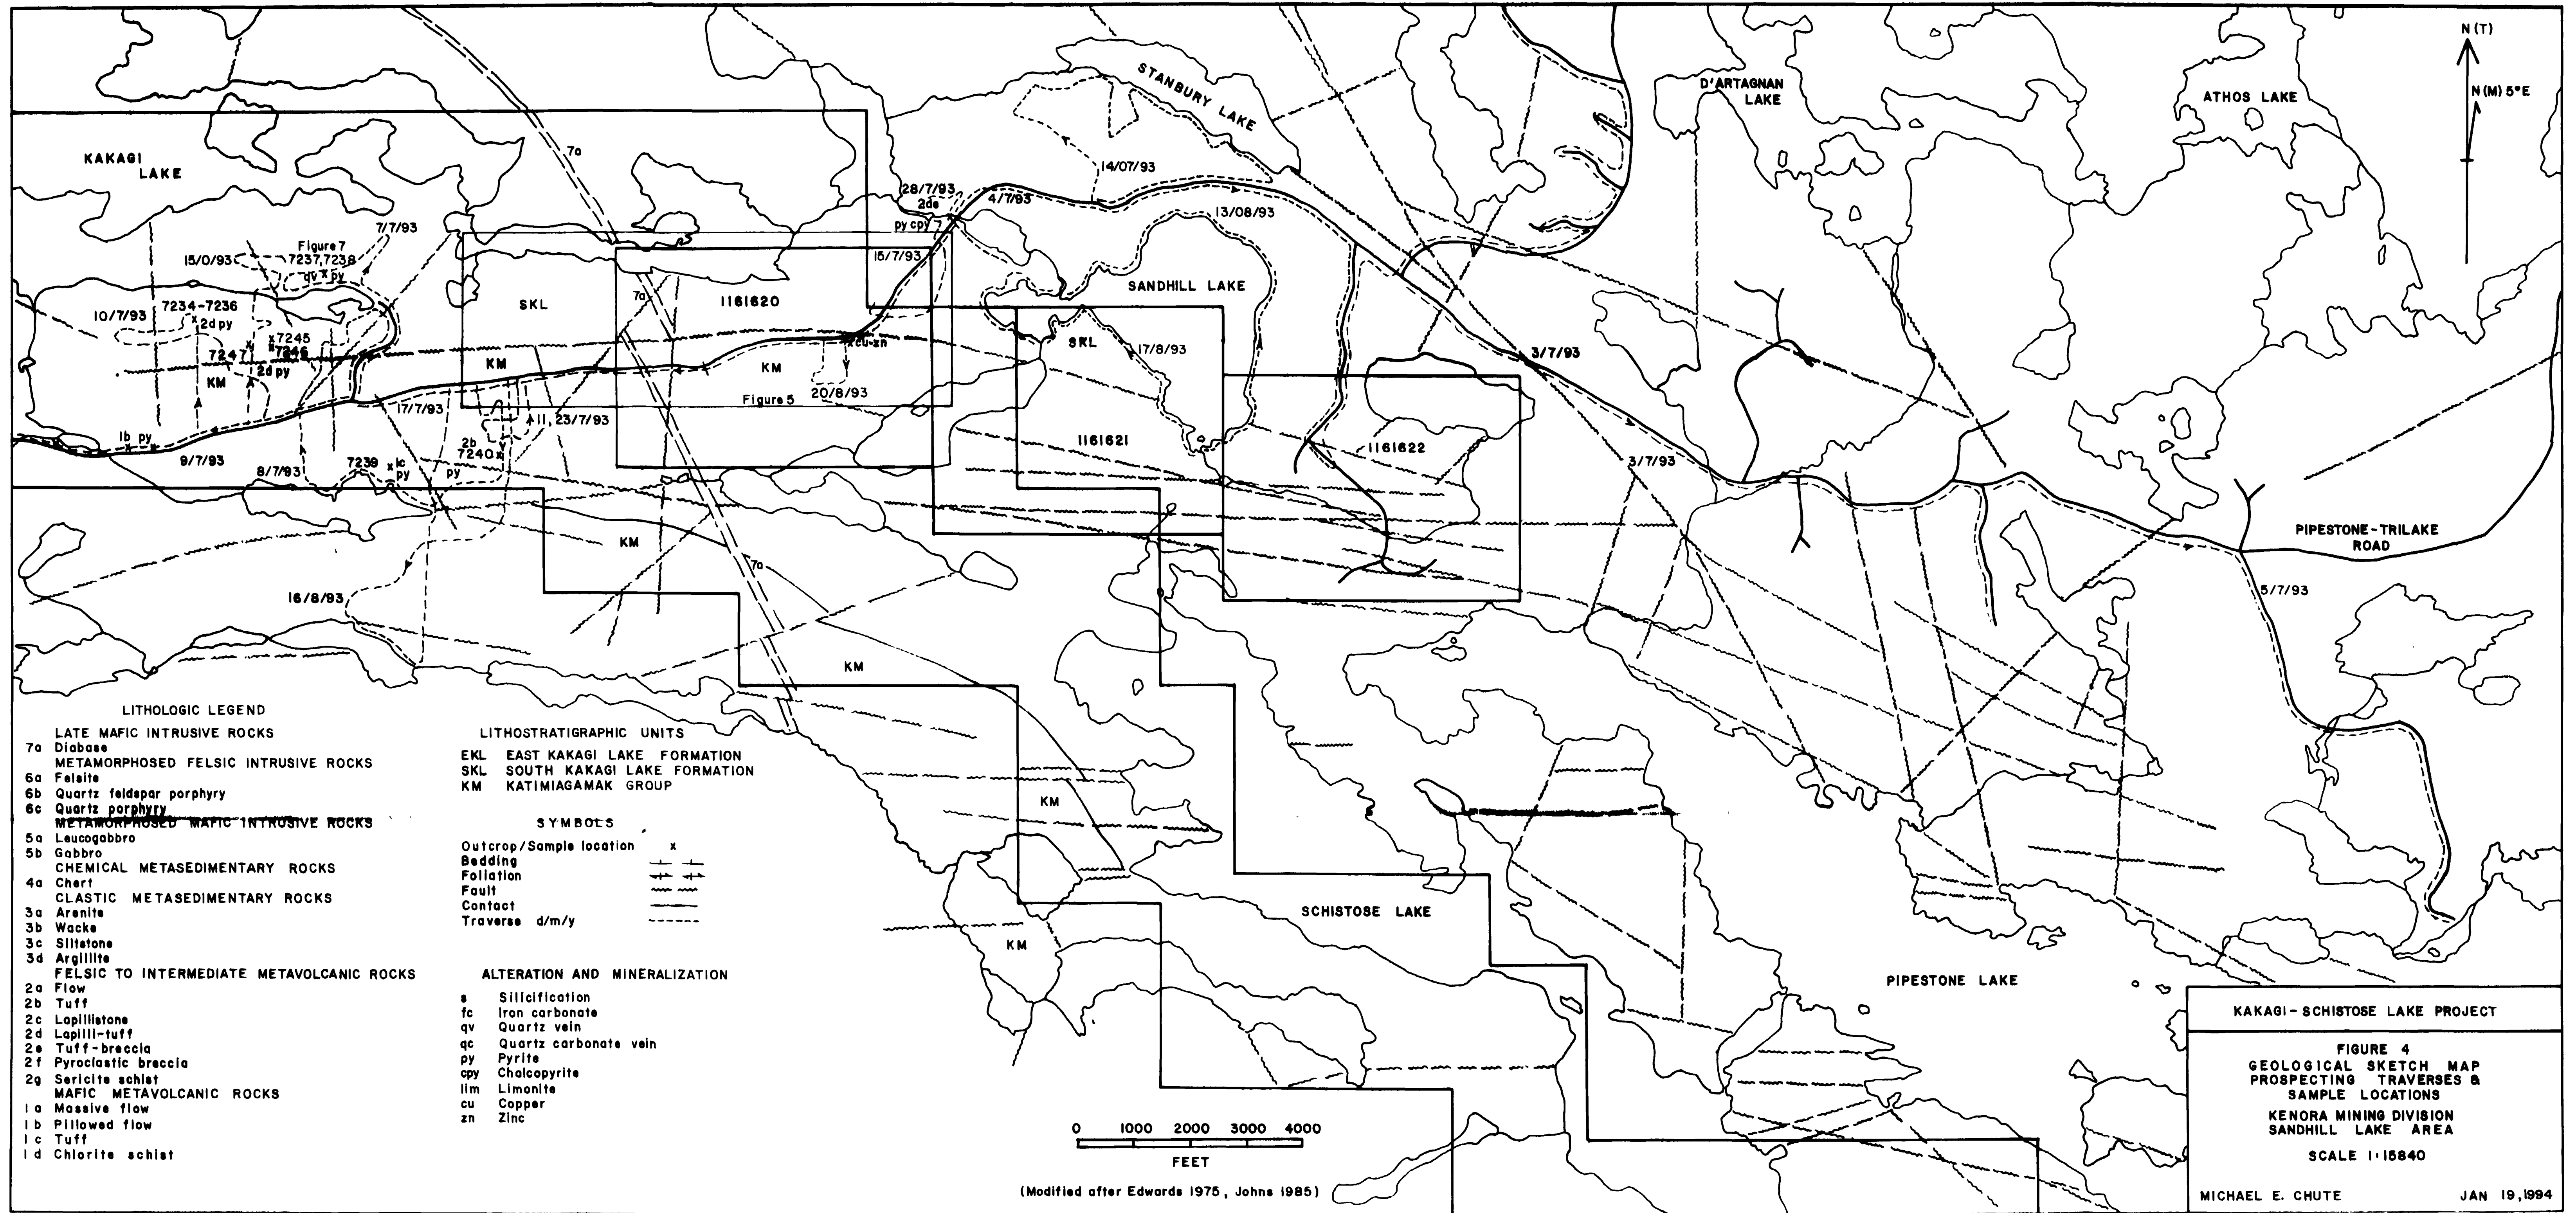 N (T)
N (M) 5°E
STANBURY LAKE
D'ARTAGNAN
LAKE
ATHOS LAKE
KAKAGI
LAKE
7a
14/07/93
28/7/93
2de
4/7/93
py cpy
13/08/93
7/7/93
Figure 7
15/0/93
7237,7238
qv x py
15/7/93
SANDHILL LAKE
SKL
7a
1161620
10/7/93
7234-7236
2d py
7245
7246
7247
2d py
KM
KM
KM
cu-zn
SKL
17/8/93
3/7/93
Figure 5
20/8/93
17/7/93
11, 23/7/93
1b py
9/7/93
2b
7240
8/7/93
7239
1c
py
py
1161621
1161622
3/7/93
KM
7a
PIPESTONE-TRILAKE
ROAD
16/8/93
5/7/93
KM
KM
KM
SCHISTOSE LAKE
PIPESTONE LAKE
LITHOLOGIC LEGEND
LATE MAFIC INTRUSIVE ROCKS
7a Diabase
METAMORPHOSED FELSIC INTRUSIVE ROCKS
6a Felsite
6b Quartz feldspar porphyry
6c Quartz porphyry
METAMORPHOSED MAFIC INTRUSIVE ROCKS
5a Leucogabbro
5b Gabbro
CHEMICAL METASEDIMENTARY ROCKS
4a Chert
CLASTIC METASEDIMENTARY ROCKS
3a Arenite
3b Wacke
3c Siltstone
3d Argillite
FELSIC TO INTERMEDIATE METAVOLCANIC ROCKS
2a Flow
2b Tuff
2c Lapillistone
2d Lapilli-tuff
2e Tuff-breccia
2f Pyroclastic breccia
2g Sericite schist
MAFIC METAVOLCANIC ROCKS
1a Massive flow
1b Pillowed flow
1c Tuff
1d Chlorite schist
LITHOSTRATIGRAPHIC UNITS
EKL EAST KAKAGI LAKE FORMATION
SKL SOUTH KAKAGI LAKE FORMATION
KM KATIMIAGAMAK GROUP
SYMBOLS
Outcrop/Sample location x
Bedding
Foliation
Fault
Contact
Traverse d/m/y
ALTERATION AND MINERALIZATION
s Silicification
fc Iron carbonate
qv Quartz vein
qc Quartz carbonate vein
py Pyrite
cpy Chalcopyrite
lim Limonite
cu Copper
zn Zinc
0 1000 2000 3000 4000
FEET
(Modified after Edwards 1975, Johns 1985)
KAKAGI-SCHISTOSE LAKE PROJECT
FIGURE 4
GEOLOGICAL SKETCH MAP
PROSPECTING TRAVERSES &
SAMPLE LOCATIONS
KENORA MINING DIVISION
SANDHILL LAKE AREA
SCALE 1:15840
MICHAEL E. CHUTE JAN 19,1994